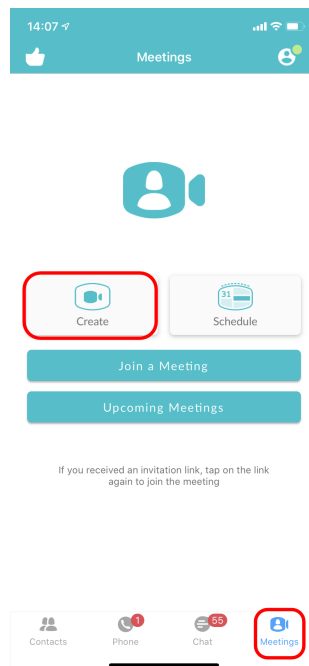 14:07
Meetings
31
Create
Schedule
Join a Meeting
Upcoming Meetings
If you received an invitation link, tap on the link
again to join the meeting
1
55
Contacts
Phone
Chat
Meetings